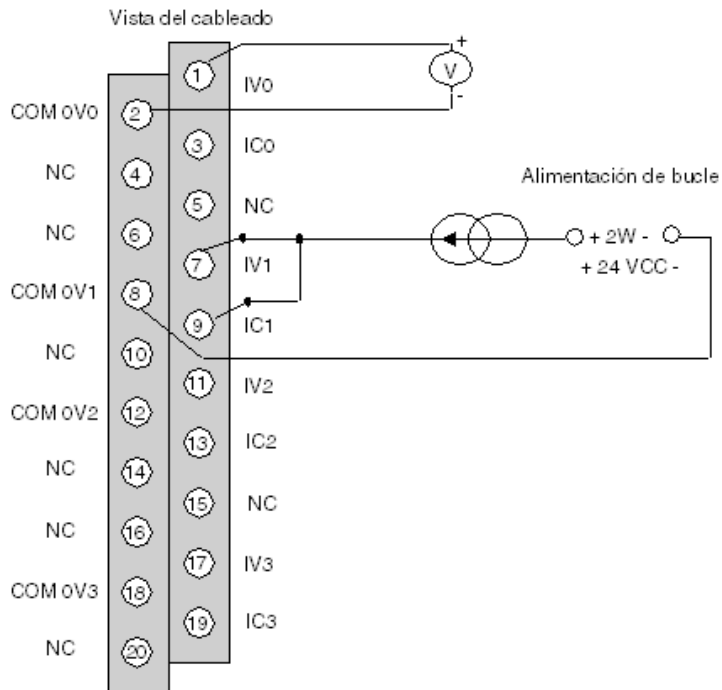 Vista del cableado
1
+
V
-
IV0
COM 0V0
2
3
IC0
NC
4
Alimentación de bucle
5
NC
NC
6
+ 2W -
7
IV1
+ 24 VCC -
COM 0V1
8
9
IC1
NC
10
11
IV2
COM 0V2
12
13
IC2
NC
14
15
NC
NC
16
17
IV3
COM 0V3
18
19
IC3
NC
20